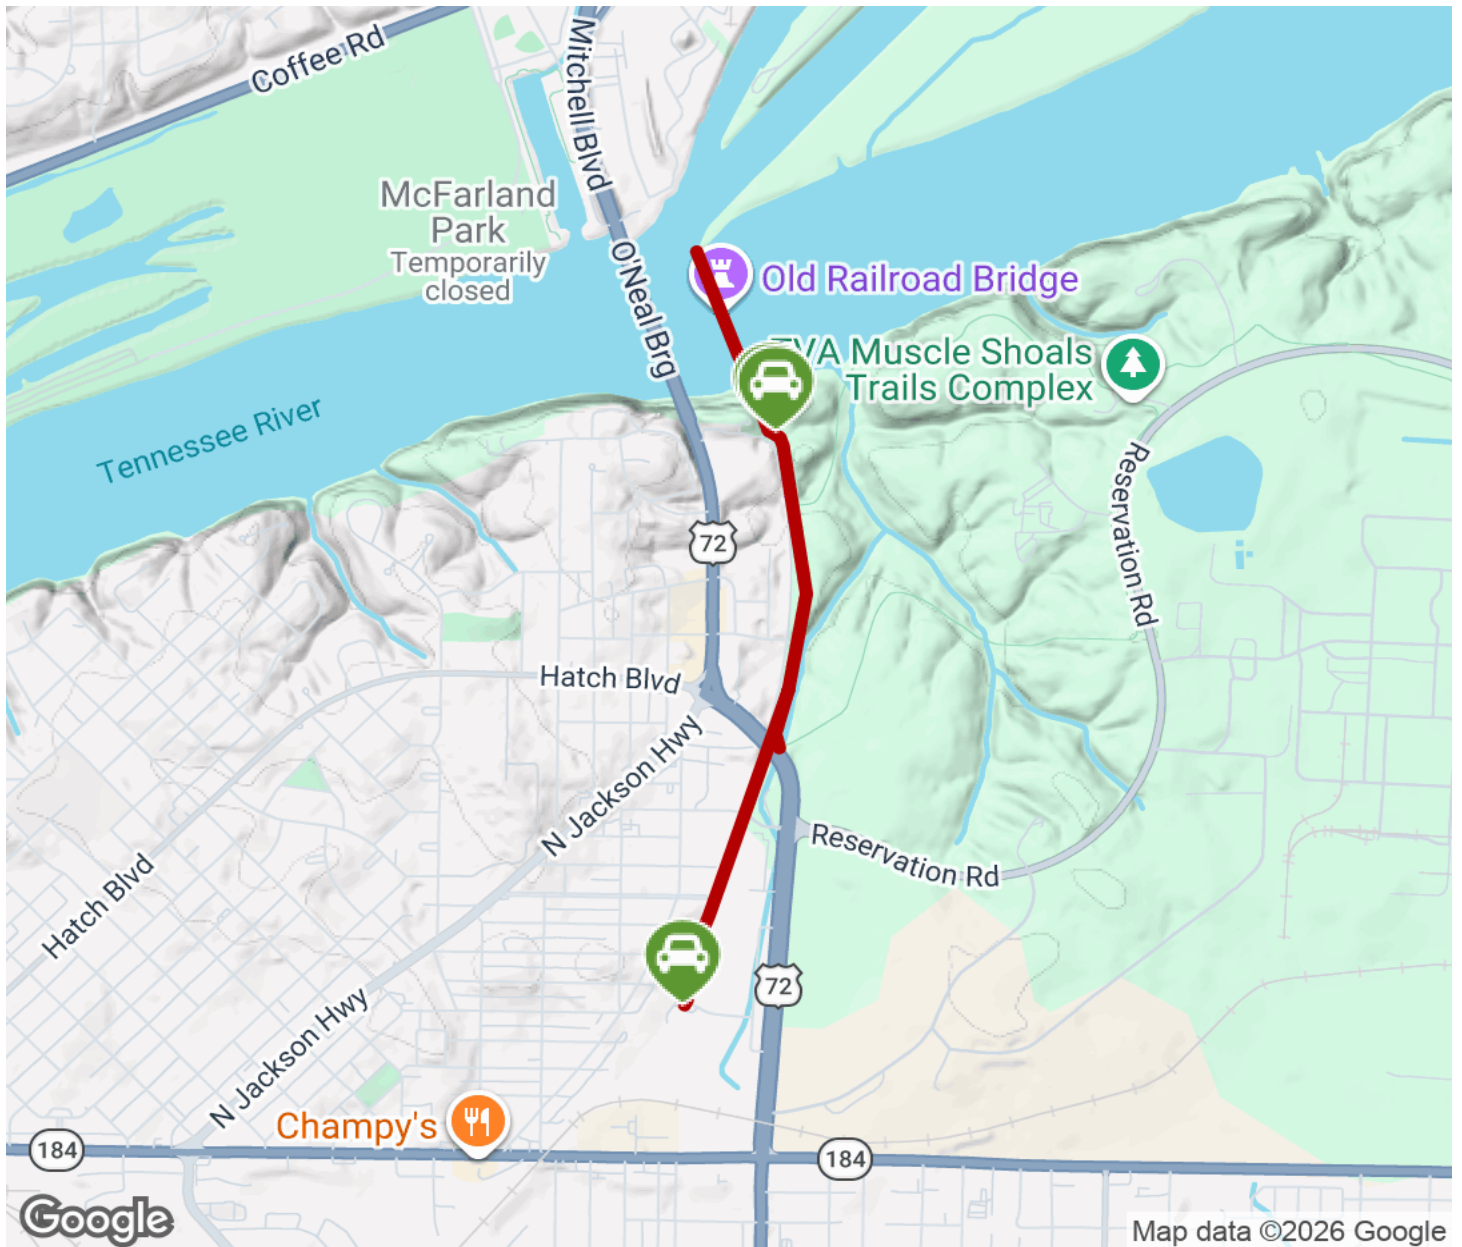 Coffee Rd
Mitchell Blvd
McFarland
Park
Temporarily
closed
O'Neal Brg
Old Railroad Bridge
TVA Muscle Shoals
Trails Complex
Tennessee River
Reservation Rd
72
Hatch Blvd
N Jackson Hwy
Reservation Rd
Hatch Blvd
72
N Jackson Hwy
Champy's
184
184
Google
Map data ©2026 Google